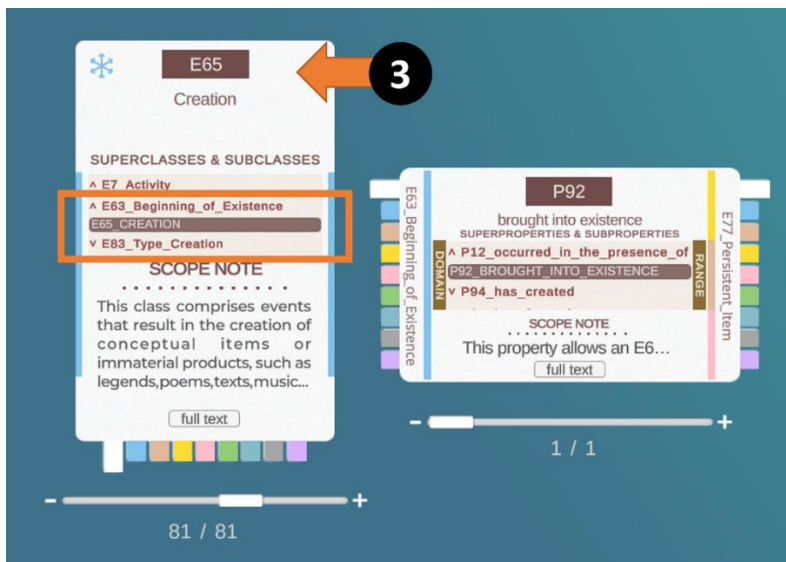 E65
3
Creation
SUPERCLASSES & SUBCLASSES
^ E7_Activity
^ E63_Beginning_of_Existence
E65_CREATION
v E83_Type_Creation
SCOPE NOTE
This class comprises events
that result in the creation of
conceptual items or
immaterial products, such as
legends,poems,texts,music...
full text
- +
81 / 81
E63_Beginning_of_Existence
P92
brought into existence
SUPERPROPERTIES & SUBPROPERTIES
DOMAIN
^ P12_occurred_in_the_presence_of
P92_BROUGHT_INTO_EXISTENCE
v P94_has_created
RANGE
SCOPE NOTE
This property allows an E6...
full text
E77_Persistent_Item
- +
1 / 1